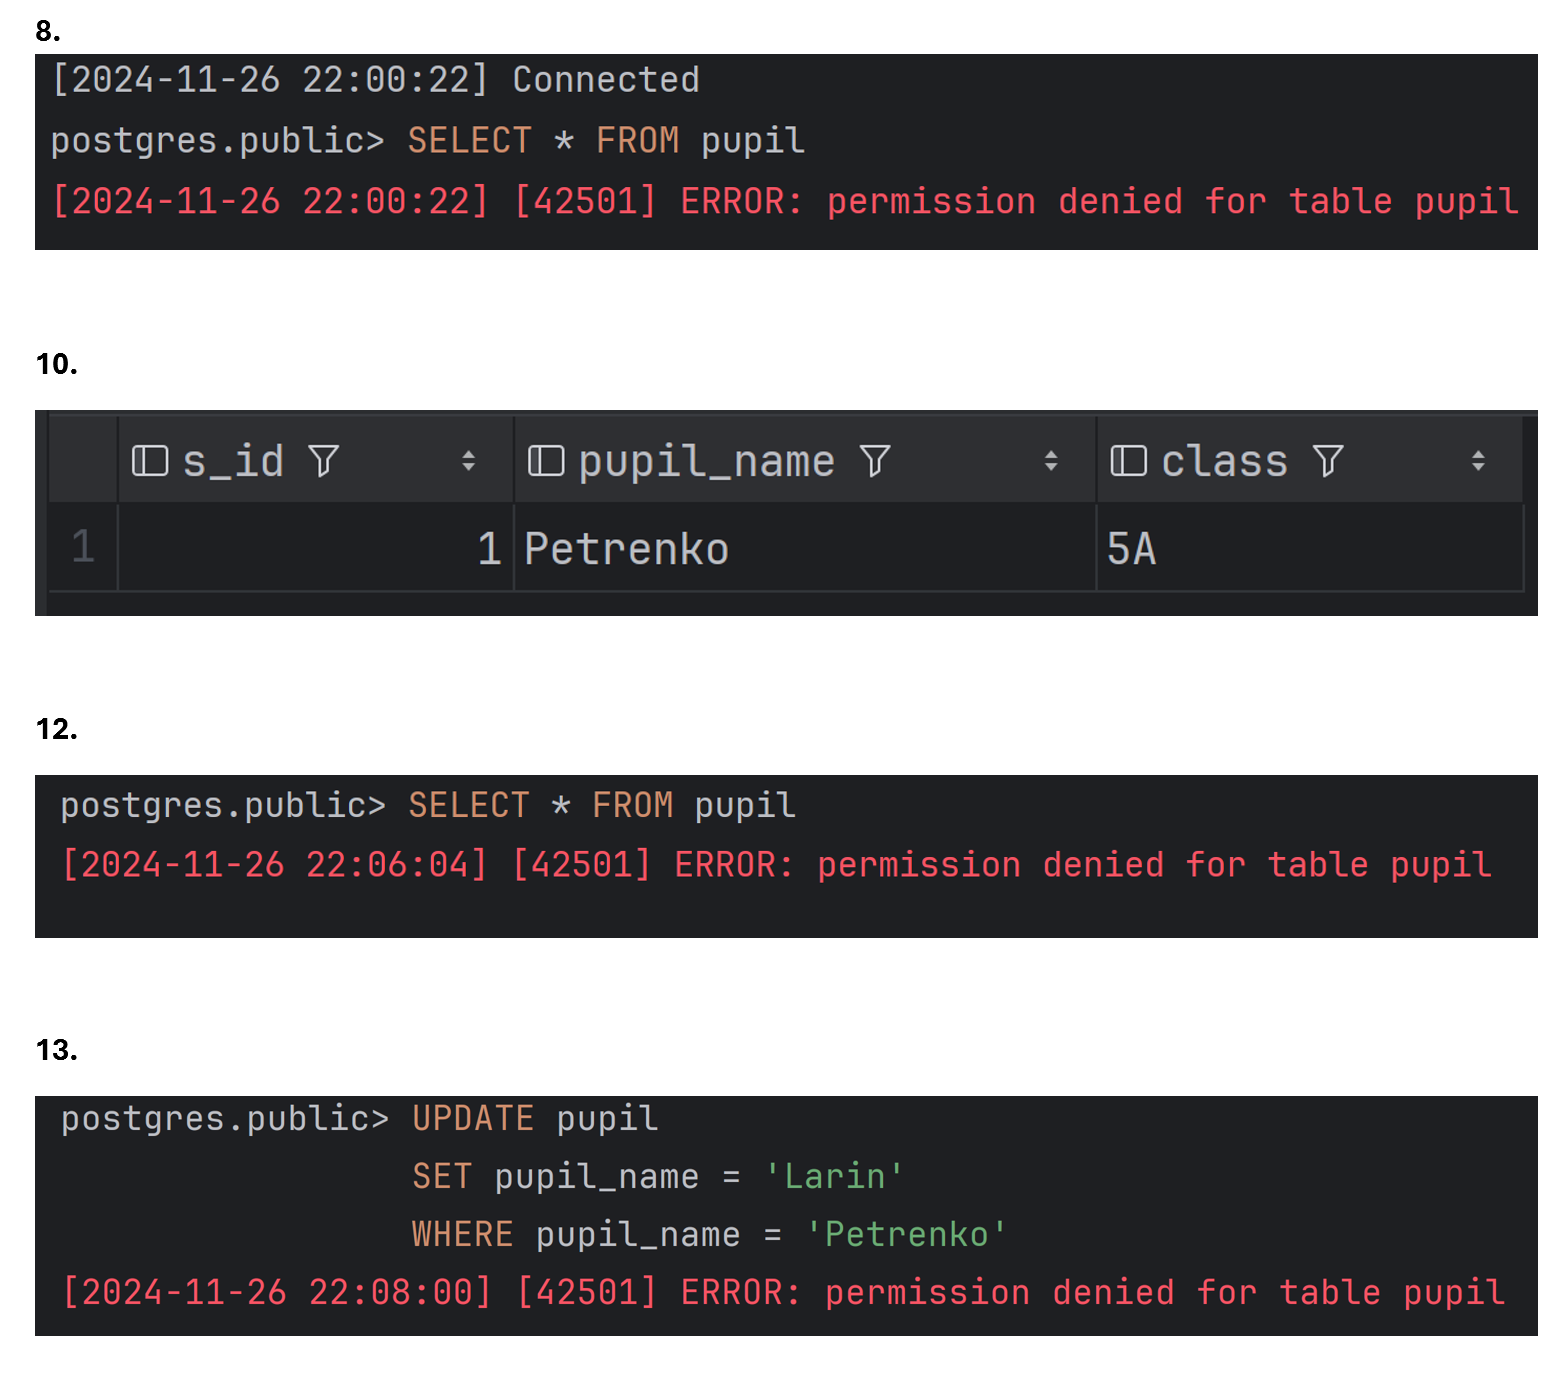 8.
[2024-11-26 22:00:22] Connected
postgres.public> SELECT * FROM pupil
[2024-11-26 22:00:22] [42501] ERROR: permission denied for table pupil
10.
s_id pupil_name class
1 1 Petrenko 5A
12.
postgres.public> SELECT * FROM pupil
[2024-11-26 22:06:04] [42501] ERROR: permission denied for table pupil
13.
postgres.public> UPDATE pupil
SET pupil_name = 'Larin'
WHERE pupil_name = 'Petrenko'
[2024-11-26 22:08:00] [42501] ERROR: permission denied for table pupil